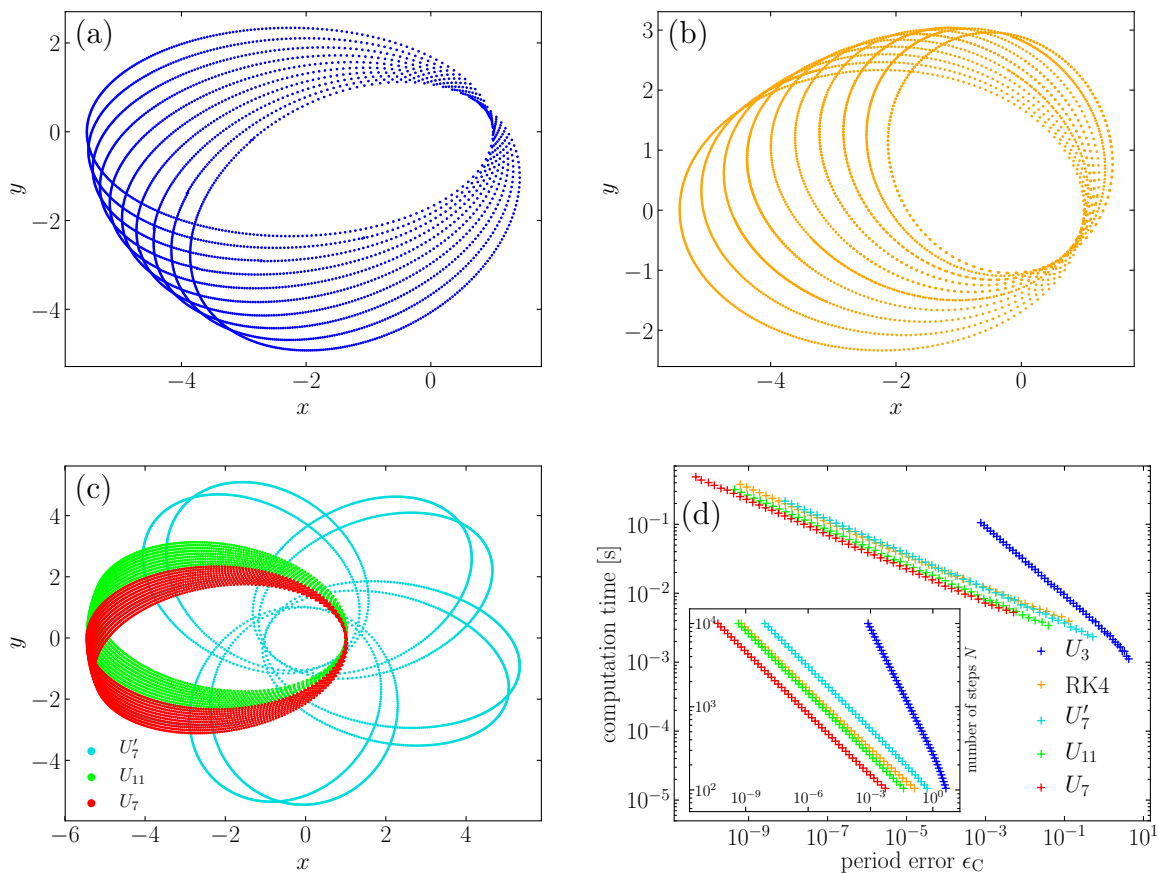 (a)
2
0
−2
−4
y
−4
−2
0
x
(b)
3
2
1
0
−1
−2
y
−4
−2
0
x
(c)
4
2
0
−2
−4
y
U′₇
U₁₁
U₇
−6
−4
−2
0
2
4
x
(d)
10⁻¹
10⁻²
10⁻³
10⁻⁴
10⁻⁵
computation time [s]
10⁴
10³
10²
number of steps N
10⁻⁹
10⁻⁶
10⁻³
10⁰
U₃
RK4
U′₇
U₁₁
U₇
10⁻⁹
10⁻⁷
10⁻⁵
10⁻³
10⁻¹
10¹
period error ϵ_C